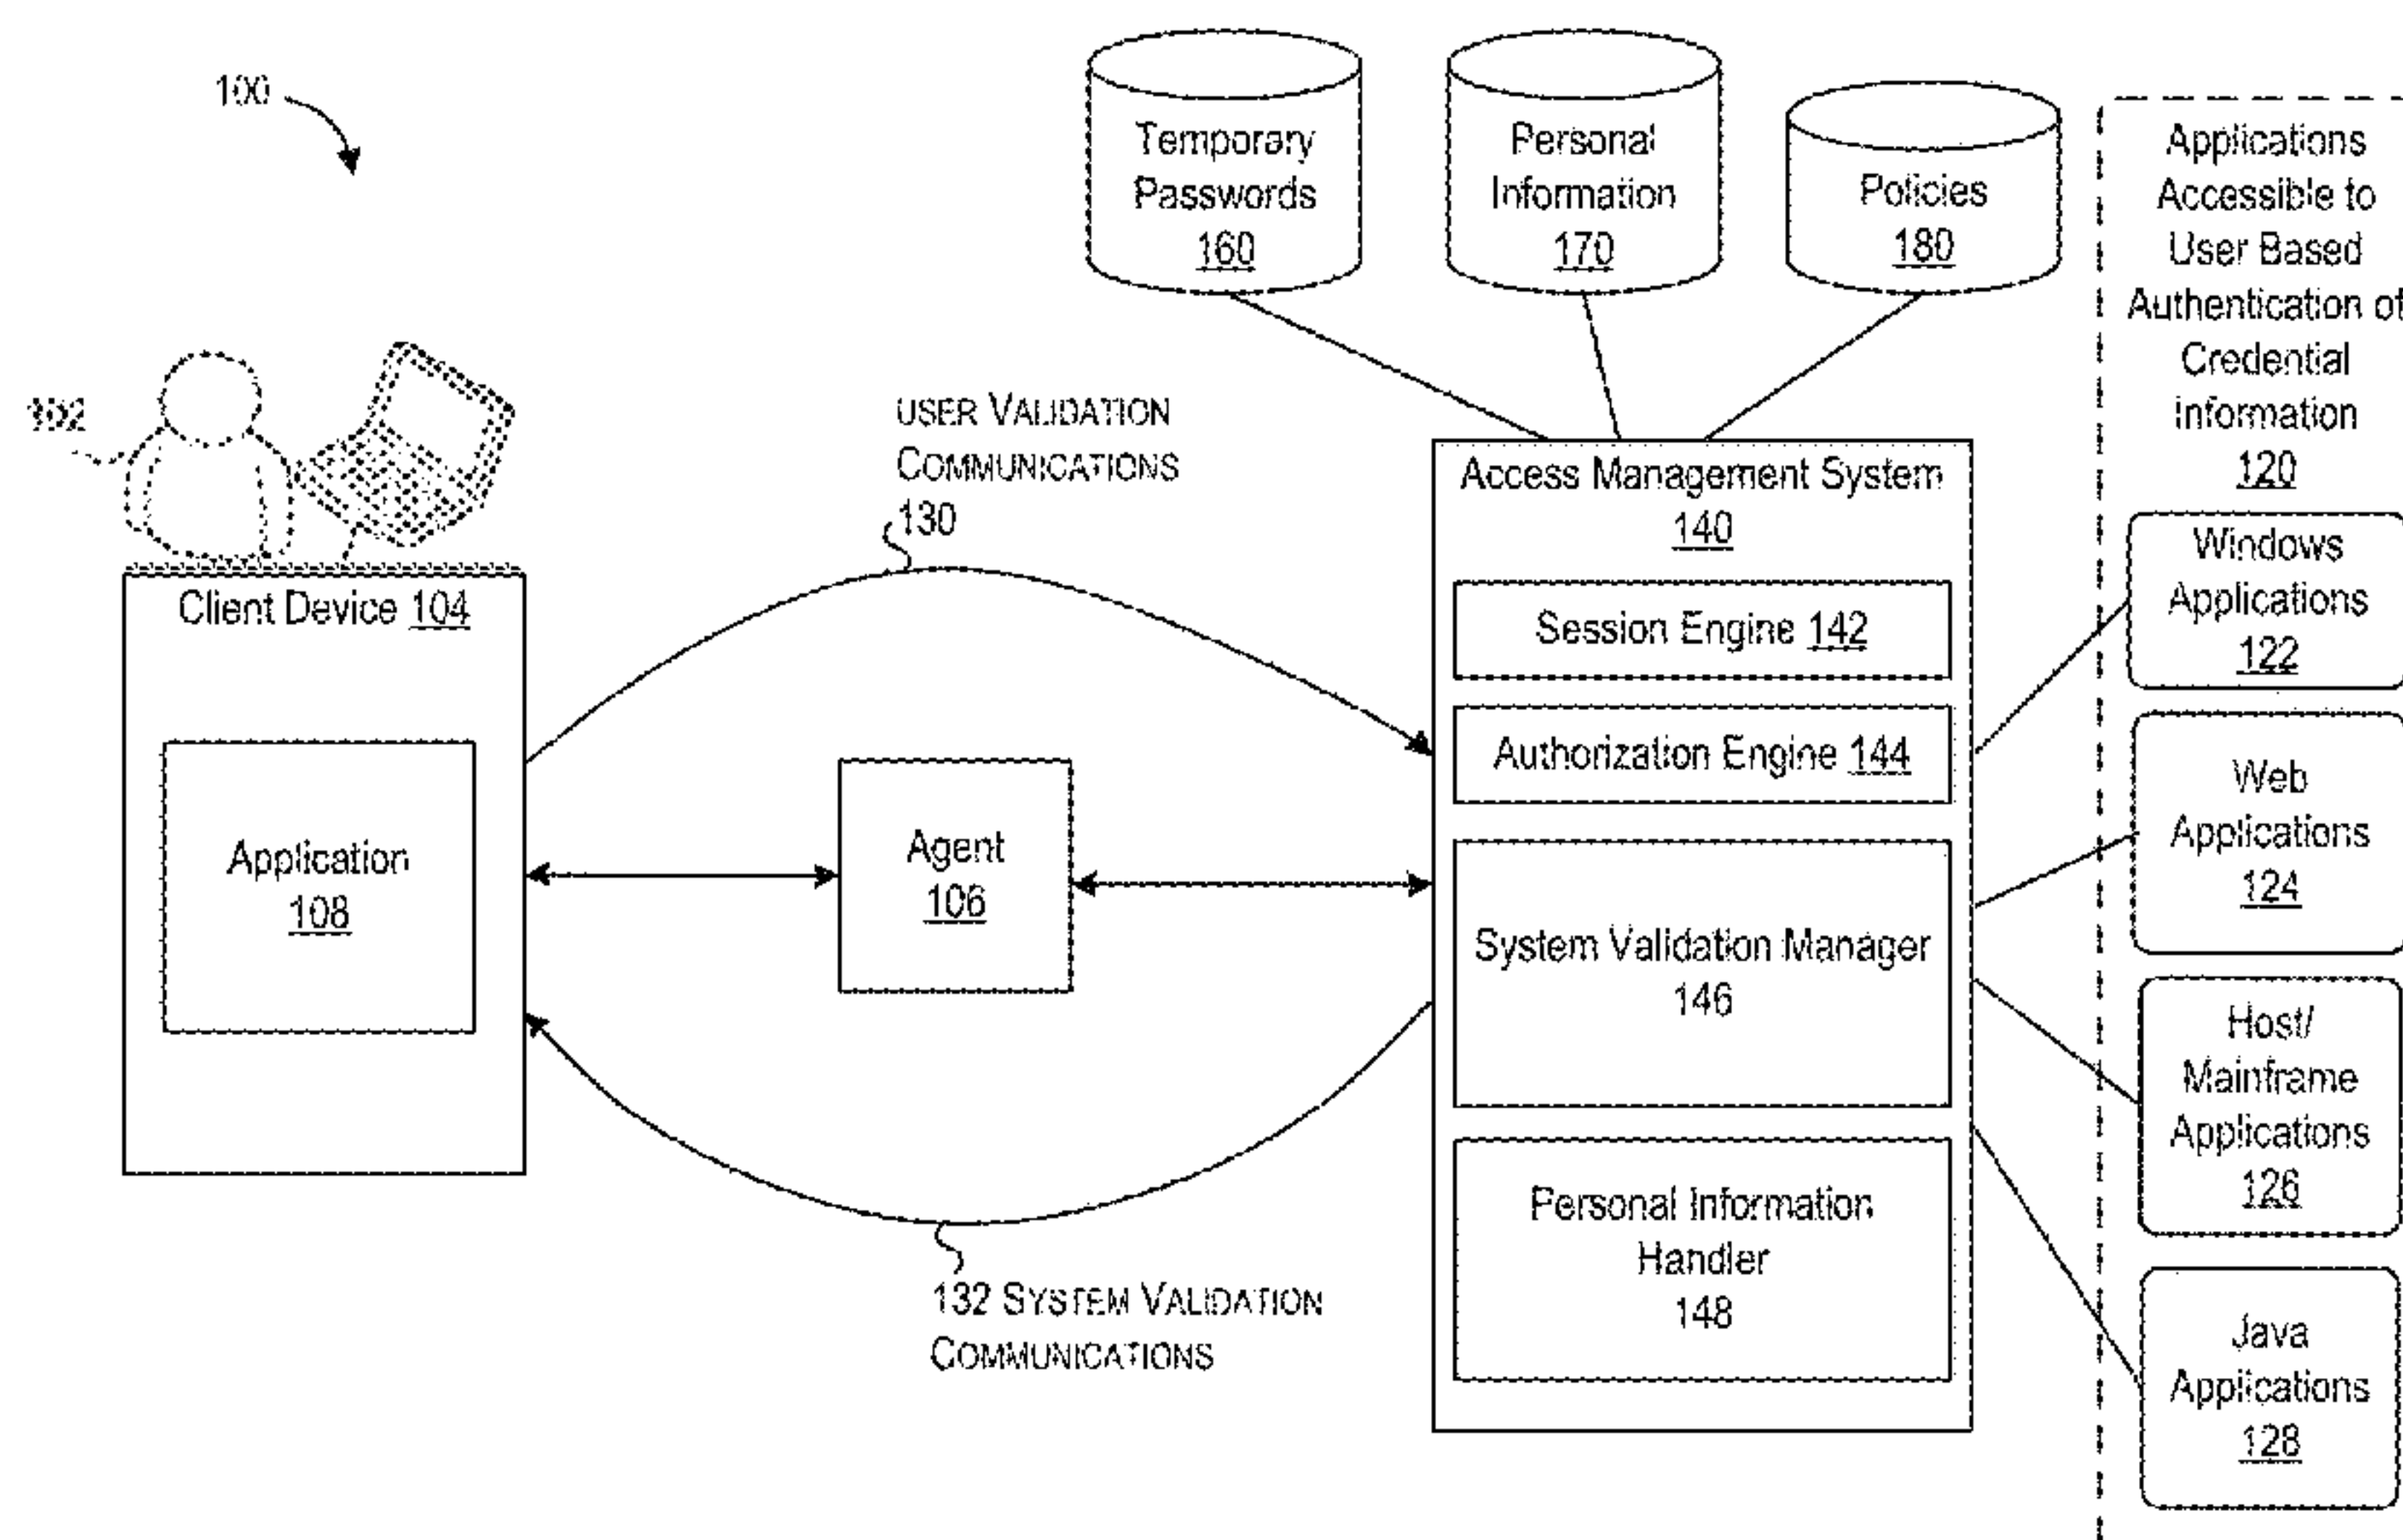 100
Temporary
Passwords
160
Personal
Information
170
Policies
180
Applications
Accessible to
User Based
Authentication of
Credential
Information
120
102
USER VALIDATION
COMMUNICATIONS
130
Client Device 104
Application
108
Agent
106
132 SYSTEM VALIDATION
COMMUNICATIONS
Access Management System
140
Session Engine 142
Authorization Engine 144
System Validation Manager
146
Personal Information
Handler
148
Windows
Applications
122
Web
Applications
124
Host/
Mainframe
Applications
126
Java
Applications
128